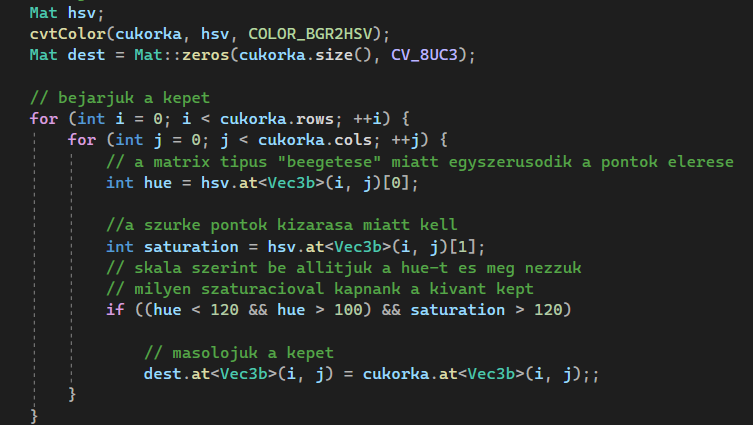 Mat hsv;
cvtColor(cukorka, hsv, COLOR_BGR2HSV);
Mat dest = Mat::zeros(cukorka.size(), CV_8UC3);
// bejarjuk a kepet
for (int i = 0; i < cukorka.rows; ++i) {
for (int j = 0; j < cukorka.cols; ++j) {
// a matrix tipus "beegetese" miatt egyszerusodik a pontok elerese
int hue = hsv.at<Vec3b>(i, j)[0];
//a szurke pontok kizarasa miatt kell
int saturation = hsv.at<Vec3b>(i, j)[1];
// skala szerint be allitjuk a hue-t es meg nezzuk
// milyen szaturacioval kapnank a kivant kept
if ((hue < 120 && hue > 100) && saturation > 120)
// masoljuk a kepet
dest.at<Vec3b>(i, j) = cukorka.at<Vec3b>(i, j);;
}
}